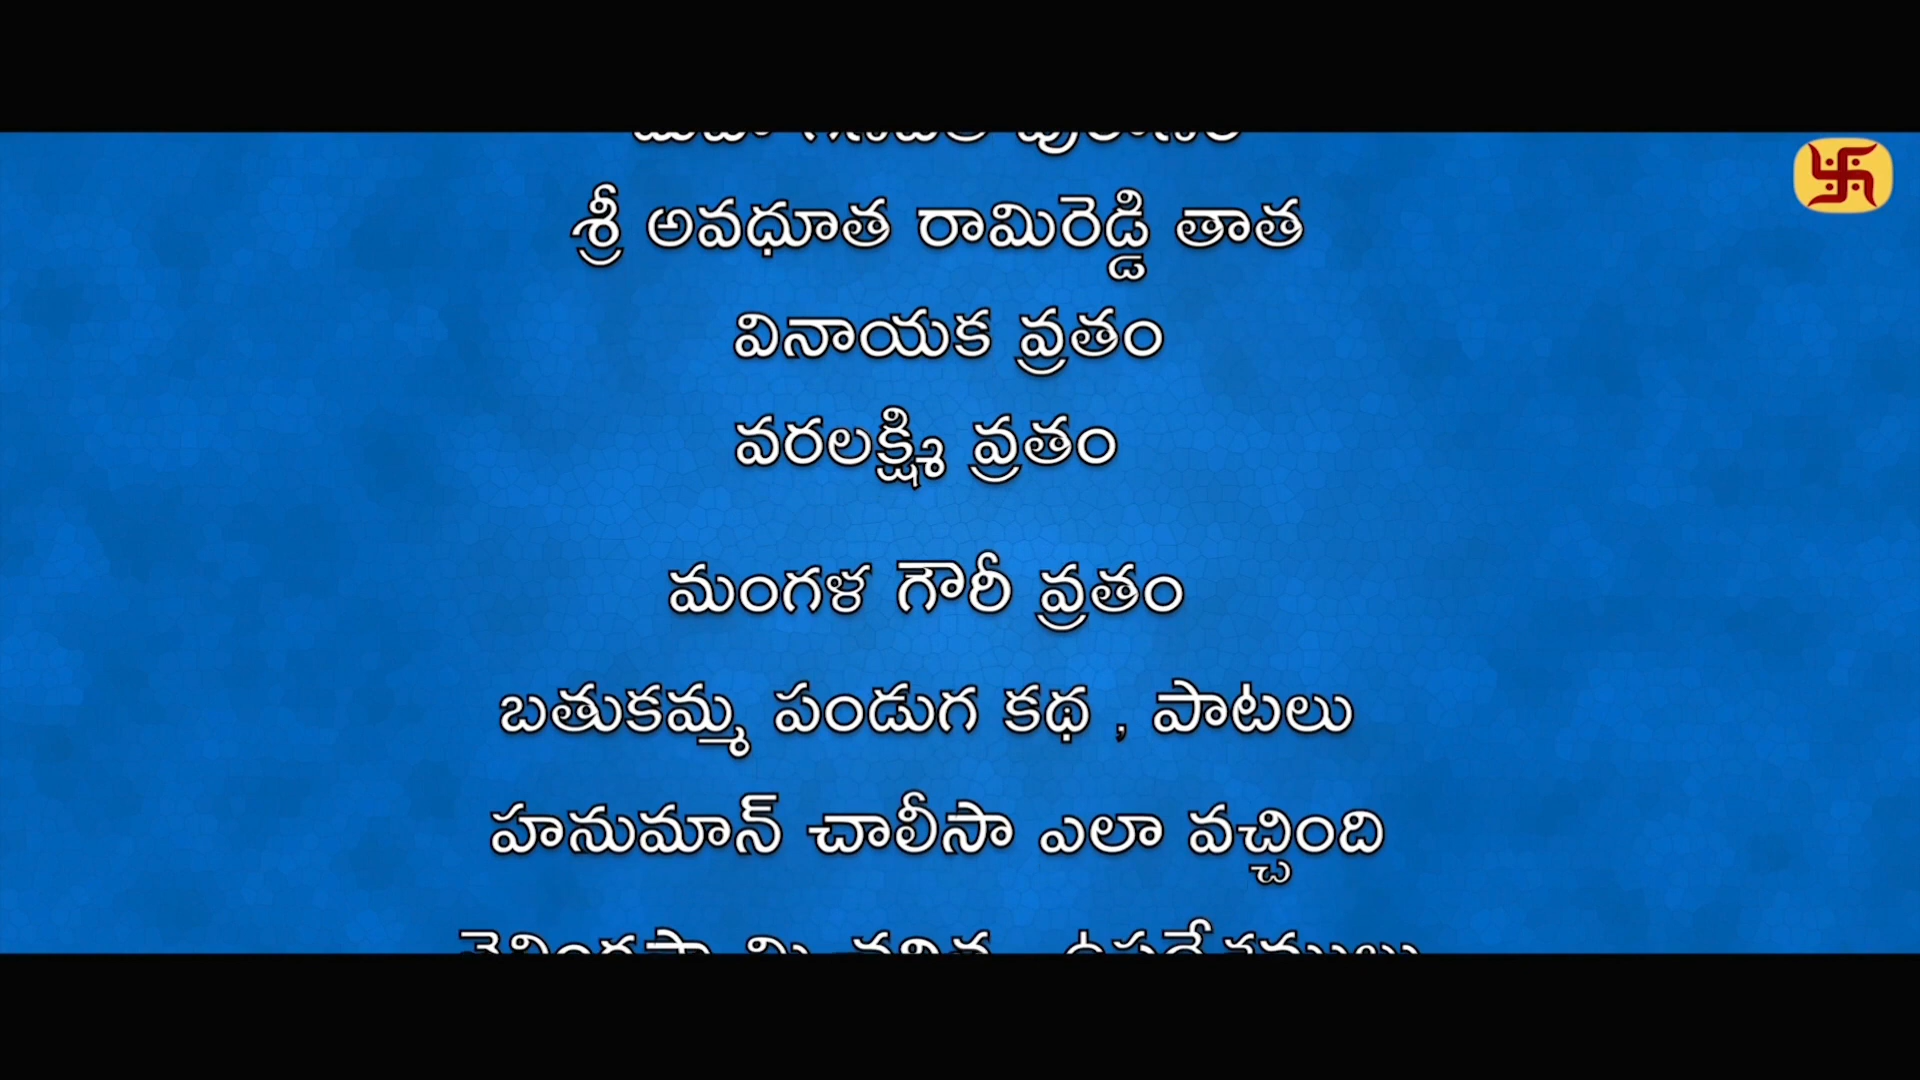 శ్రీ అవధూత రామిరెడ్డి తాత
వినాయక వ్రతం
వరలక్ష్మి వ్రతం
మంగళ గౌరీ వ్రతం
బతుకమ్మ పండుగ కథ , పాటలు
హనుమాన్ చాలీసా ఎలా వచ్చింది